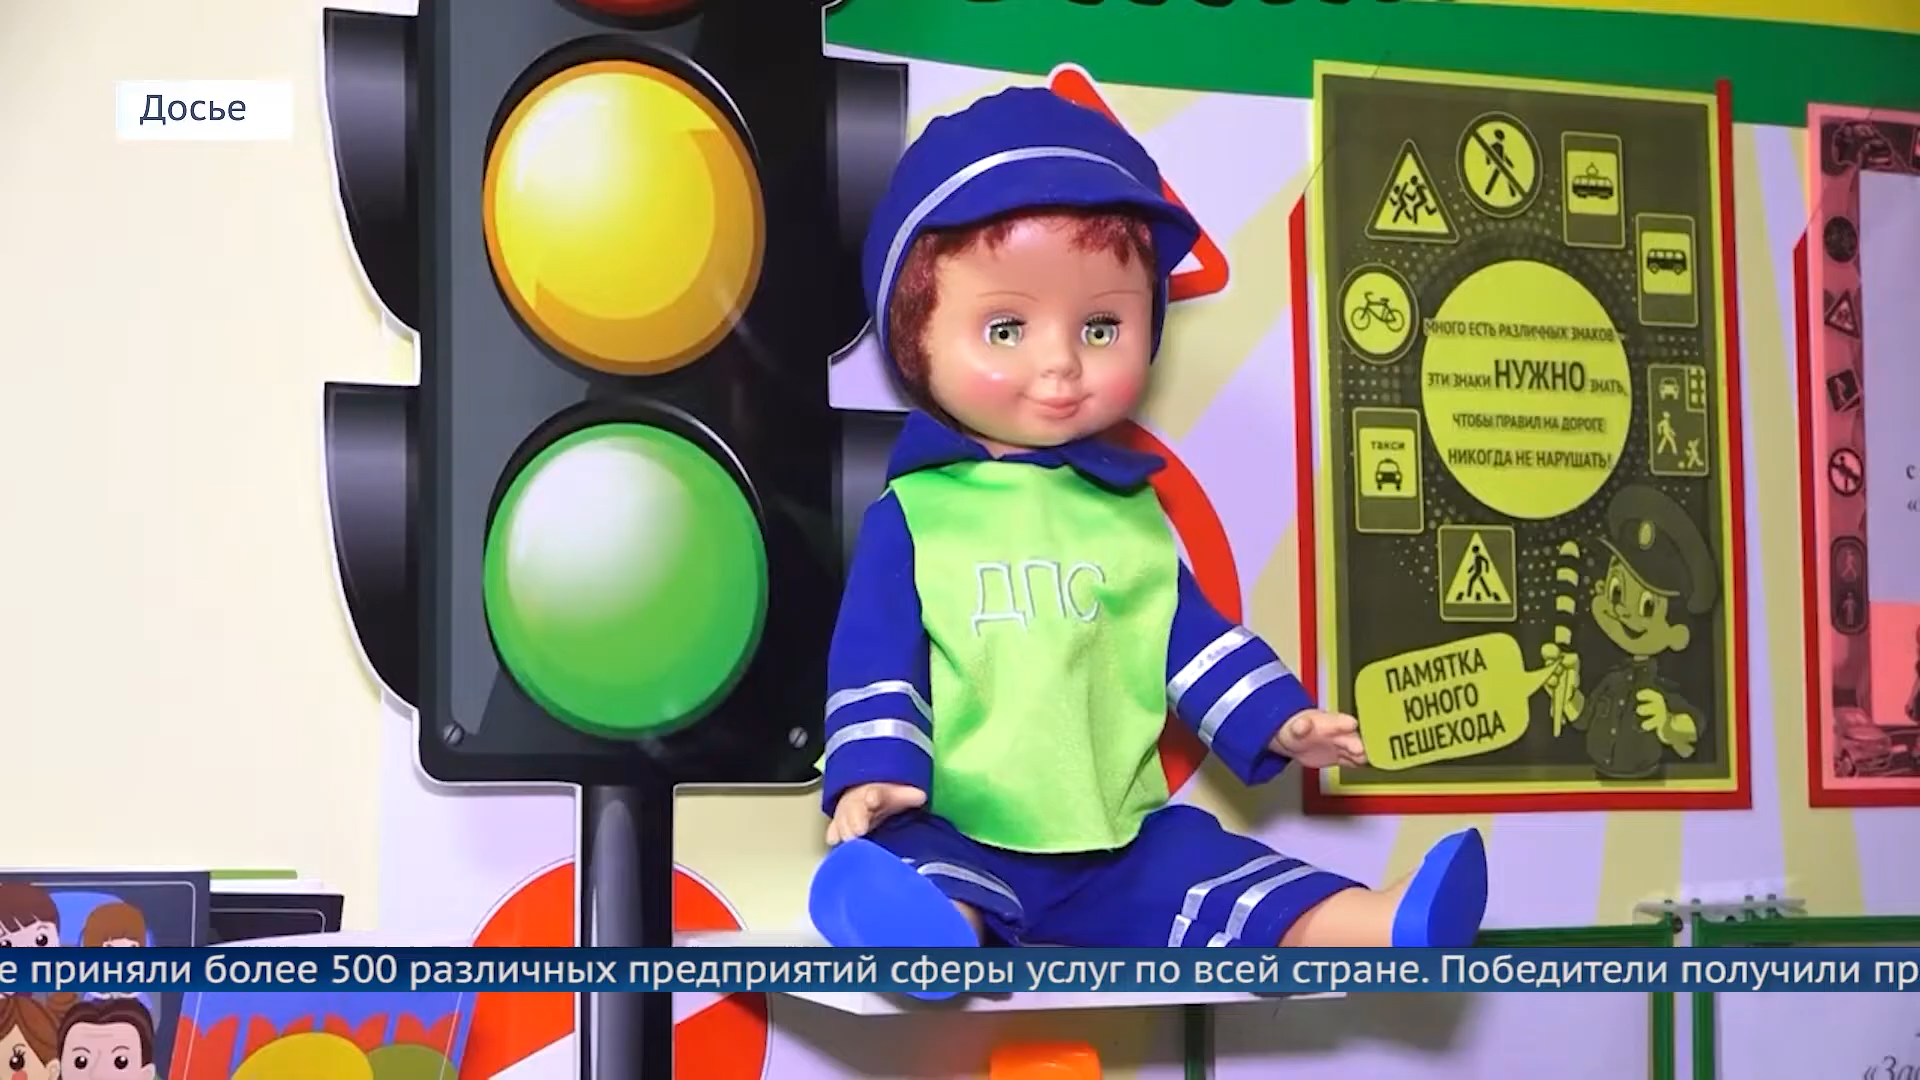 Досье
МНОГО ЕСТЬ РАЗЛИЧНЫХ ЗНАКОВ
ЭТИ ЗНАКИ НУЖНО ЗНАТЬ,
ЧТОБЫ ПРАВИЛ НА ДОРОГЕ
НИКОГДА НЕ НАРУШАТЬ!
такси
ДПС
ПАМЯТКА
ЮНОГО
ПЕШЕХОДА
е приняли более 500 различных предприятий сферы услуг по всей стране. Победители получили пр